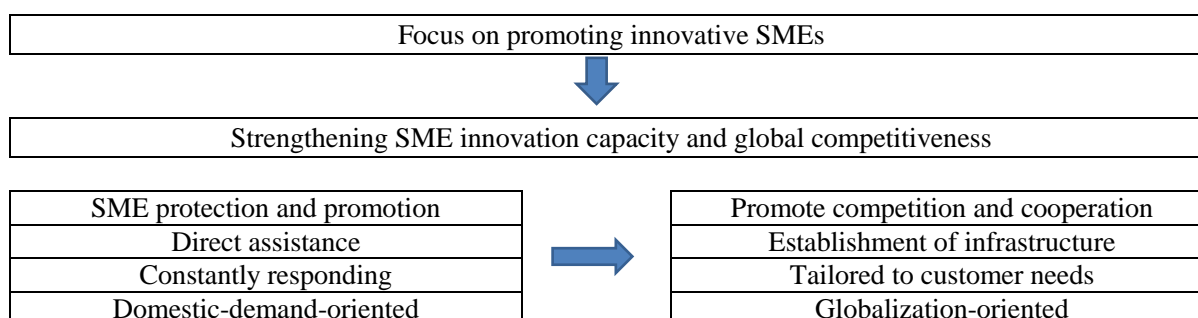 Focus on promoting innovative SMEs
Strengthening SME innovation capacity and global competitiveness
SME protection and promotion
Direct assistance
Constantly responding
Domestic-demand-oriented
Promote competition and cooperation
Establishment of infrastructure
Tailored to customer needs
Globalization-oriented